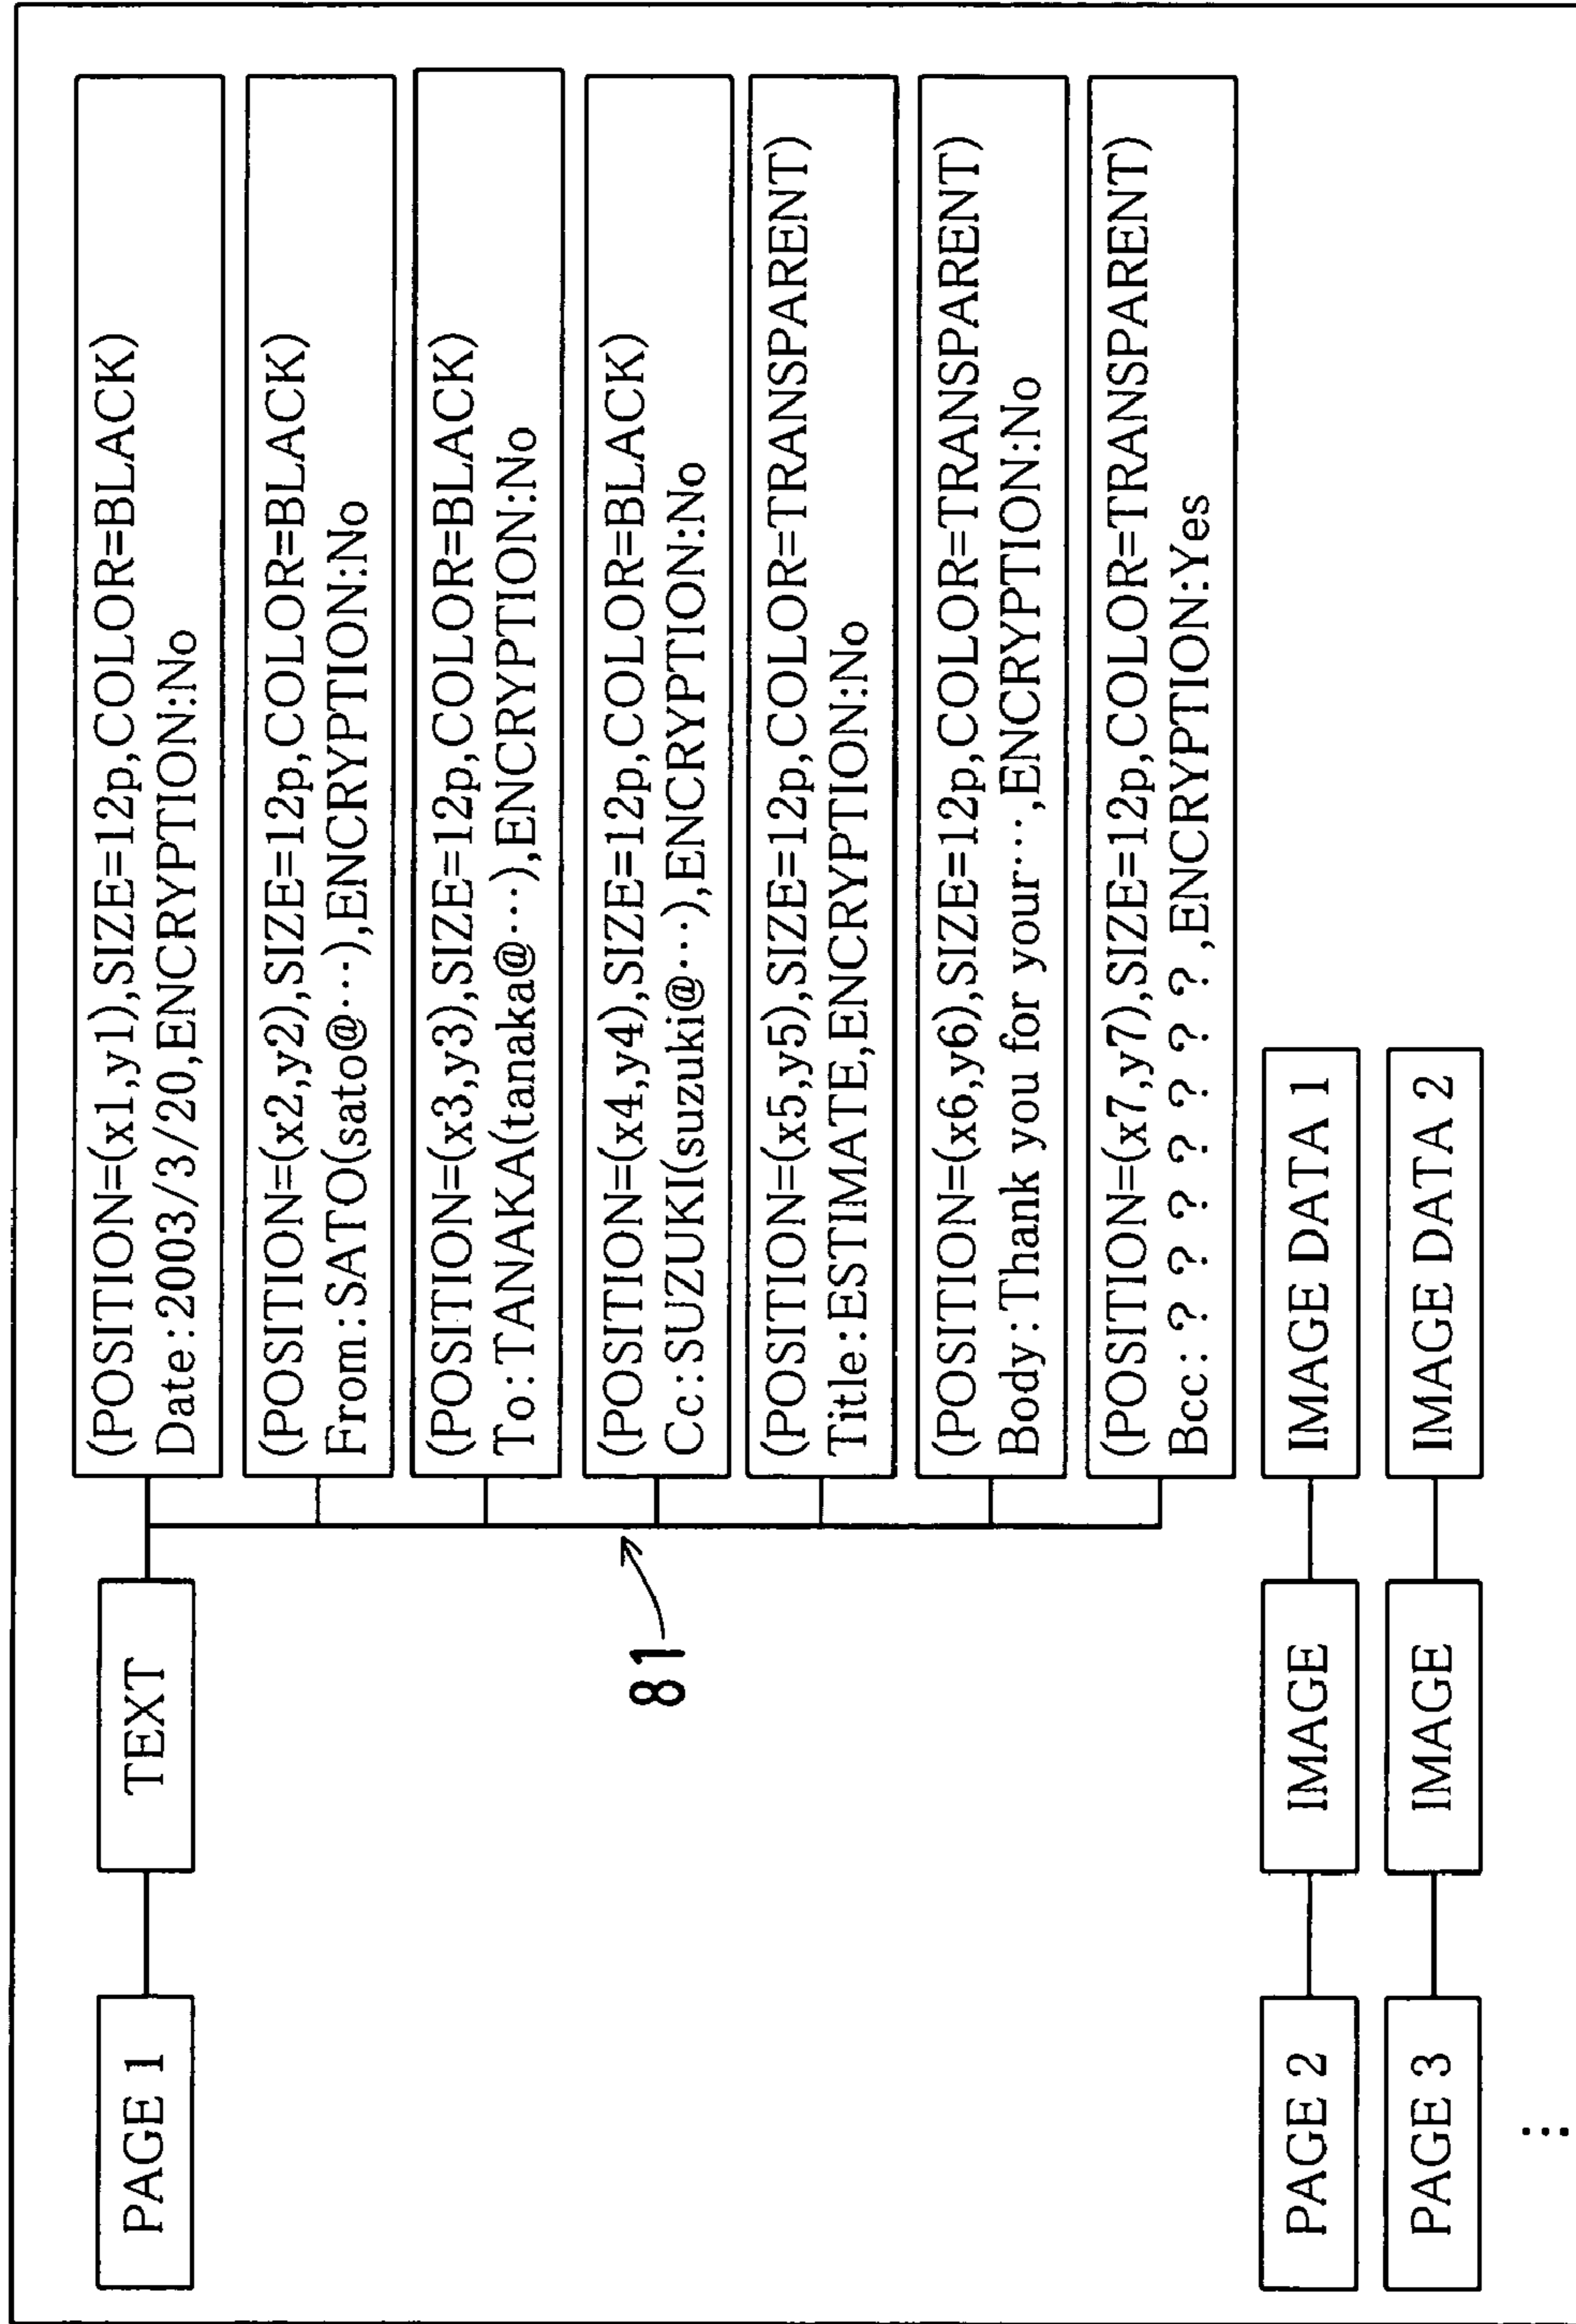 PAGE 1
TEXT
(POSITION=(x1,y1),SIZE=12p,COLOR=BLACK)
Date:2003/3/20,ENCRYPTION:No
(POSITION=(x2,y2),SIZE=12p,COLOR=BLACK)
From:SATO(sato@···),ENCRYPTION:No
(POSITION=(x3,y3),SIZE=12p,COLOR=BLACK)
To:TANAKA(tanaka@···),ENCRYPTION:No
(POSITION=(x4,y4),SIZE=12p,COLOR=BLACK)
Cc:SUZUKI(suzuki@···),ENCRYPTION:No
(POSITION=(x5,y5),SIZE=12p,COLOR=TRANSPARENT)
Title:ESTIMATE,ENCRYPTION:No
(POSITION=(x6,y6),SIZE=12p,COLOR=TRANSPARENT)
Body:Thank you for your···,ENCRYPTION:No
(POSITION=(x7,y7),SIZE=12p,COLOR=TRANSPARENT)
Bcc:? ? ? ? ? ? ? ?,ENCRYPTION:Yes
81
PAGE 2
IMAGE
IMAGE DATA 1
PAGE 3
IMAGE
IMAGE DATA 2
⋮